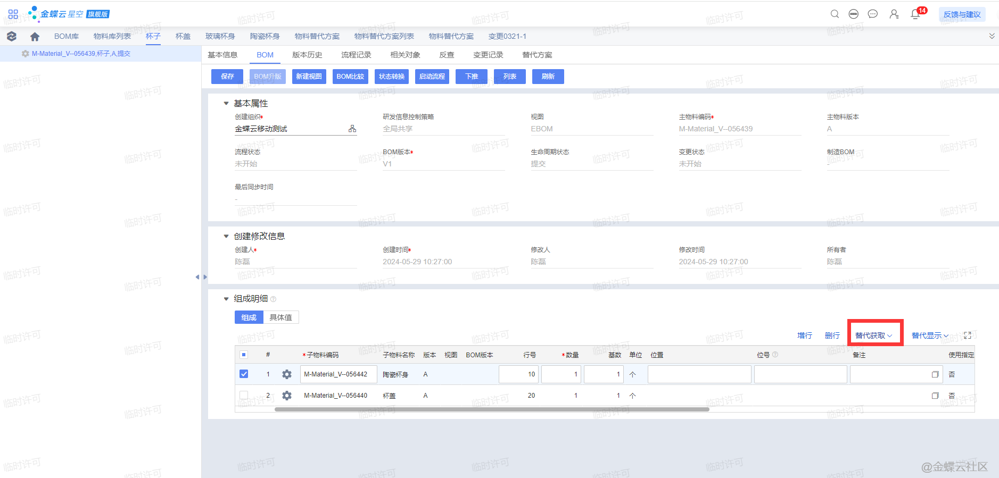 金蝶云 星空 旗舰版
14
反馈与建议
BOM库 物料库列表 杯子 杯盖 玻璃杯身 陶瓷杯身 物料替代方案 物料替代方案列表 物料替代方案 变更0321-1
M-Material_V--056439,杯子,A,提交
基本信息 BOM 版本历史 流程记录 相关对象 反查 变更记录 替代方案
保存 BOM升版 新建视图 BOM比较 状态转换 启动流程 下推 列表 刷新
基本属性
创建组织* 研发信息控制策略 视图 主物料编码* 主物料版本
金蝶云移动测试 全局共享 EBOM M-Material_V--056439 A
流程状态 BOM版本* 生命周期状态 变更状态 制造BOM
未开始 V1 提交 未开始 -
最后同步时间
-
创建修改信息
创建人* 创建时间* 修改人 修改时间 所有者
陈磊 2024-05-29 10:27:00 陈磊 2024-05-29 10:27:00 陈磊
组成明细
组成 具体值
增行 删行 替代获取 替代显示
# *子物料编码 子物料名称 版本 视图 BOM版本 行号 *数量 基数 单位 位置 位号 备注 使用指定
1 M-Material_V--056442 陶瓷杯身 A 10 1 1 个 否
2 M-Material_V--056440 杯盖 A 20 1 1 个 否
临时许可
@金蝶云社区